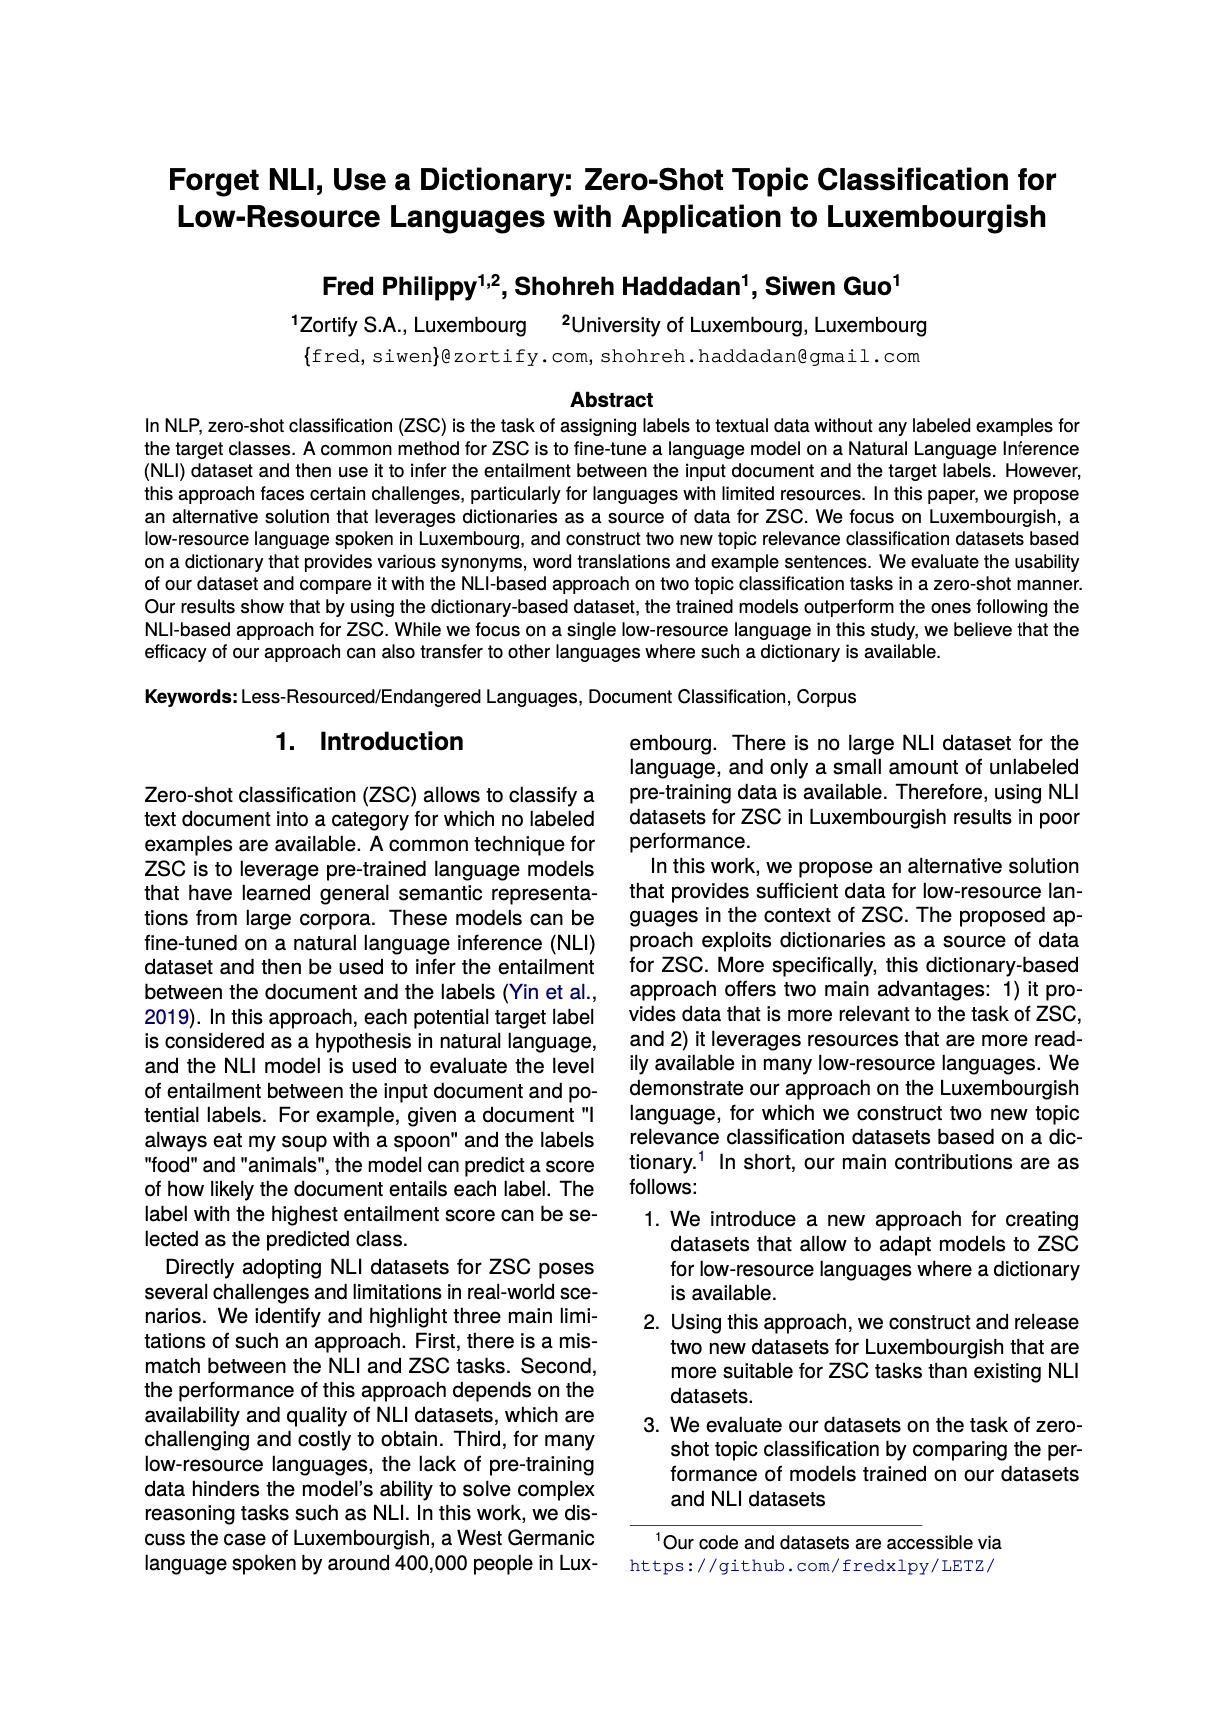 Forget NLI, Use a Dictionary: Zero-Shot Topic Classification for
Low-Resource Languages with Application to Luxembourgish
Fred Philippy1,2, Shohreh Haddadan1, Siwen Guo1
1Zortify S.A., Luxembourg 2University of Luxembourg, Luxembourg
{fred, siwen}@zortify.com, shohreh.haddadan@gmail.com
Abstract
In NLP, zero-shot classification (ZSC) is the task of assigning labels to textual data without any labeled examples for
the target classes. A common method for ZSC is to fine-tune a language model on a Natural Language Inference
(NLI) dataset and then use it to infer the entailment between the input document and the target labels. However,
this approach faces certain challenges, particularly for languages with limited resources. In this paper, we propose
an alternative solution that leverages dictionaries as a source of data for ZSC. We focus on Luxembourgish, a
low-resource language spoken in Luxembourg, and construct two new topic relevance classification datasets based
on a dictionary that provides various synonyms, word translations and example sentences. We evaluate the usability
of our dataset and compare it with the NLI-based approach on two topic classification tasks in a zero-shot manner.
Our results show that by using the dictionary-based dataset, the trained models outperform the ones following the
NLI-based approach for ZSC. While we focus on a single low-resource language in this study, we believe that the
efficacy of our approach can also transfer to other languages where such a dictionary is available.
Keywords: Less-Resourced/Endangered Languages, Document Classification, Corpus
1. Introduction
Zero-shot classification (ZSC) allows to classify a
text document into a category for which no labeled
examples are available. A common technique for
ZSC is to leverage pre-trained language models
that have learned general semantic representa-
tions from large corpora. These models can be
fine-tuned on a natural language inference (NLI)
dataset and then be used to infer the entailment
between the document and the labels (Yin et al.,
2019). In this approach, each potential target label
is considered as a hypothesis in natural language,
and the NLI model is used to evaluate the level
of entailment between the input document and po-
tential labels. For example, given a document "I
always eat my soup with a spoon" and the labels
"food" and "animals", the model can predict a score
of how likely the document entails each label. The
label with the highest entailment score can be se-
lected as the predicted class.
Directly adopting NLI datasets for ZSC poses
several challenges and limitations in real-world sce-
narios. We identify and highlight three main limi-
tations of such an approach. First, there is a mis-
match between the NLI and ZSC tasks. Second,
the performance of this approach depends on the
availability and quality of NLI datasets, which are
challenging and costly to obtain. Third, for many
low-resource languages, the lack of pre-training
data hinders the model's ability to solve complex
reasoning tasks such as NLI. In this work, we dis-
cuss the case of Luxembourgish, a West Germanic
language spoken by around 400,000 people in Lux-
embourg. There is no large NLI dataset for the
language, and only a small amount of unlabeled
pre-training data is available. Therefore, using NLI
datasets for ZSC in Luxembourgish results in poor
performance.
In this work, we propose an alternative solution
that provides sufficient data for low-resource lan-
guages in the context of ZSC. The proposed ap-
proach exploits dictionaries as a source of data
for ZSC. More specifically, this dictionary-based
approach offers two main advantages: 1) it pro-
vides data that is more relevant to the task of ZSC,
and 2) it leverages resources that are more read-
ily available in many low-resource languages. We
demonstrate our approach on the Luxembourgish
language, for which we construct two new topic
relevance classification datasets based on a dic-
tionary.1 In short, our main contributions are as
follows:
1. We introduce a new approach for creating
datasets that allow to adapt models to ZSC
for low-resource languages where a dictionary
is available.
2. Using this approach, we construct and release
two new datasets for Luxembourgish that are
more suitable for ZSC tasks than existing NLI
datasets.
3. We evaluate our datasets on the task of zero-
shot topic classification by comparing the per-
formance of models trained on our datasets
and NLI datasets
1Our code and datasets are accessible via
https://github.com/fredxlpy/LETZ/